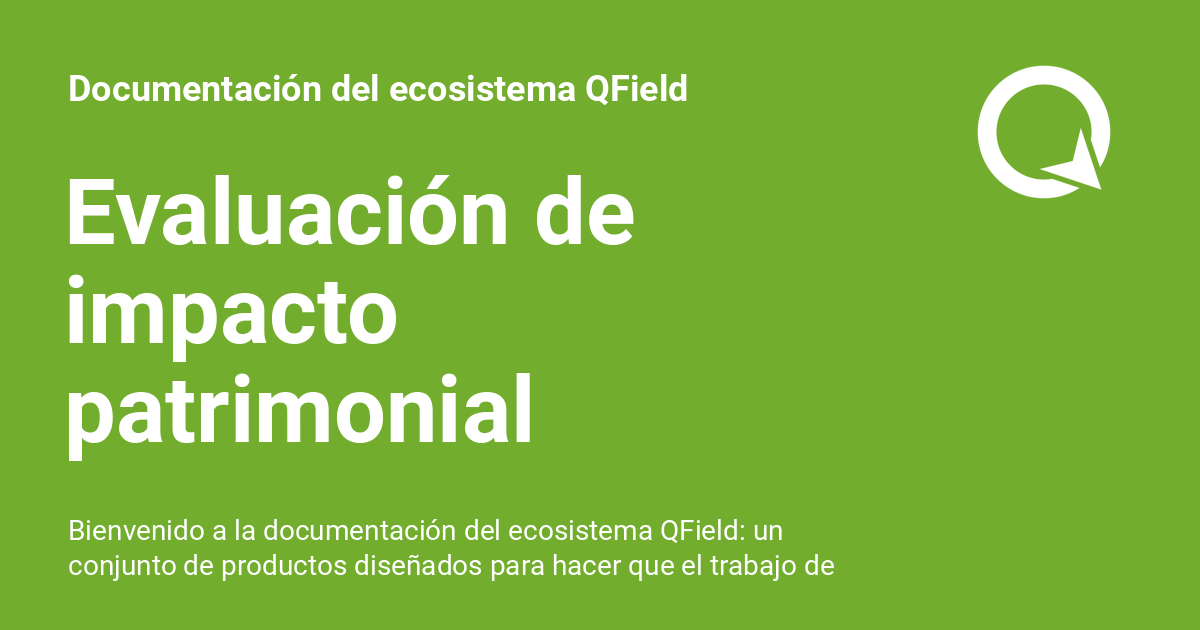 Documentación del ecosistema QField
Evaluación de
impacto
patrimonial
Bienvenido a la documentación del ecosistema QField: un
conjunto de productos diseñados para hacer que el trabajo de